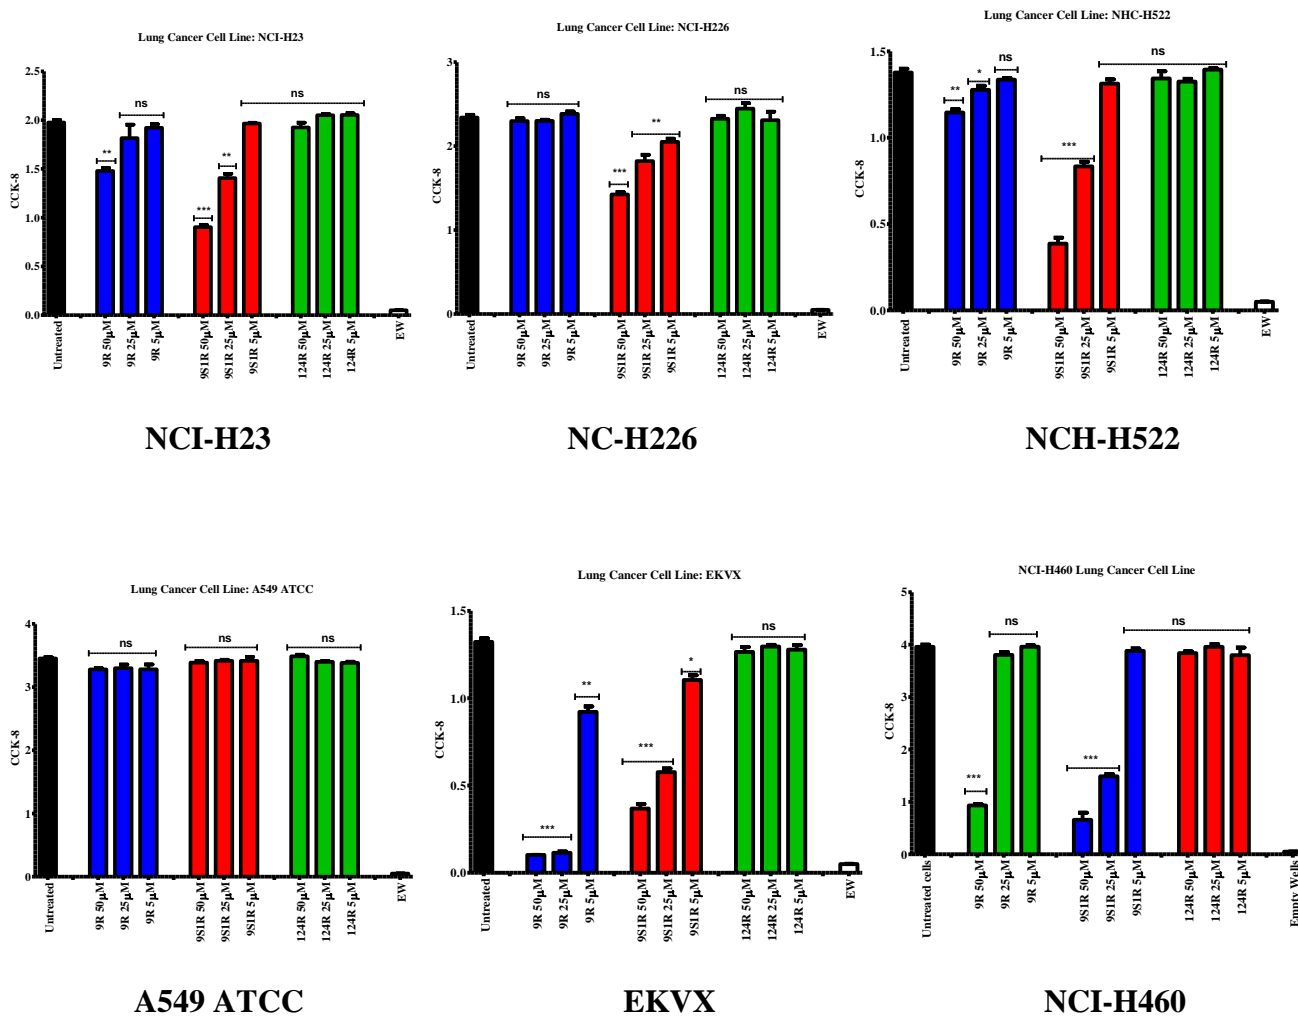 Lung Cancer Cell Line: NCI-H23
CCK-8
2.5
2.0
1.5
1.0
0.5
0.0
**
ns
***
**
ns
Untreated
9R 50µM
9R 25µM
9R 5µM
9S1R 50µM
9S1R 25µM
9S1R 5µM
124R 50µM
124R 25µM
124R 5µM
EW
NCI-H23
Lung Cancer Cell Line: NCI-H226
CCK-8
3
2
1
0
ns
***
**
ns
Untreated
9R 50µM
9R 25µM
9R 5µM
9S1R 50µM
9S1R 25µM
9S1R 5µM
124R 50µM
124R 25µM
124R 5µM
EW
NC-H226
Lung Cancer Cell Line: NHC-H522
CCK-8
1.5
1.0
0.5
0.0
**
*
ns
***
ns
Untreated
9R 50µM
9R 25µM
9R 5µM
9S1R 50µM
9S1R 25µM
9S1R 5µM
124R 50µM
124R 25µM
124R 5µM
EW
NCH-H522
Lung Cancer Cell Line: A549 ATCC
CCK-8
4
3
2
1
0
ns
ns
ns
Untreated
9R 50µM
9R 25µM
9R 5µM
9S1R 50µM
9S1R 25µM
9S1R 5µM
124R 50µM
124R 25µM
124R 5µM
EW
A549 ATCC
Lung Cancer Cell Line: EKVX
CCK-8
1.5
1.0
0.5
0.0
***
**
***
*
ns
Untreated
9R 50µM
9R 25µM
9R 5µM
9S1R 50µM
9S1R 25µM
9S1R 5µM
124R 50µM
124R 25µM
124R 5µM
EW
EKVX
NCI-H460 Lung Cancer Cell Line
CCK-8
5
4
3
2
1
0
***
ns
***
ns
Untreated cells
9R 50µM
9R 25µM
9R 5µM
9S1R 50µM
9S1R 25µM
9S1R 5µM
124R 50µM
124R 25µM
124R 5µM
Empty Wells
NCI-H460